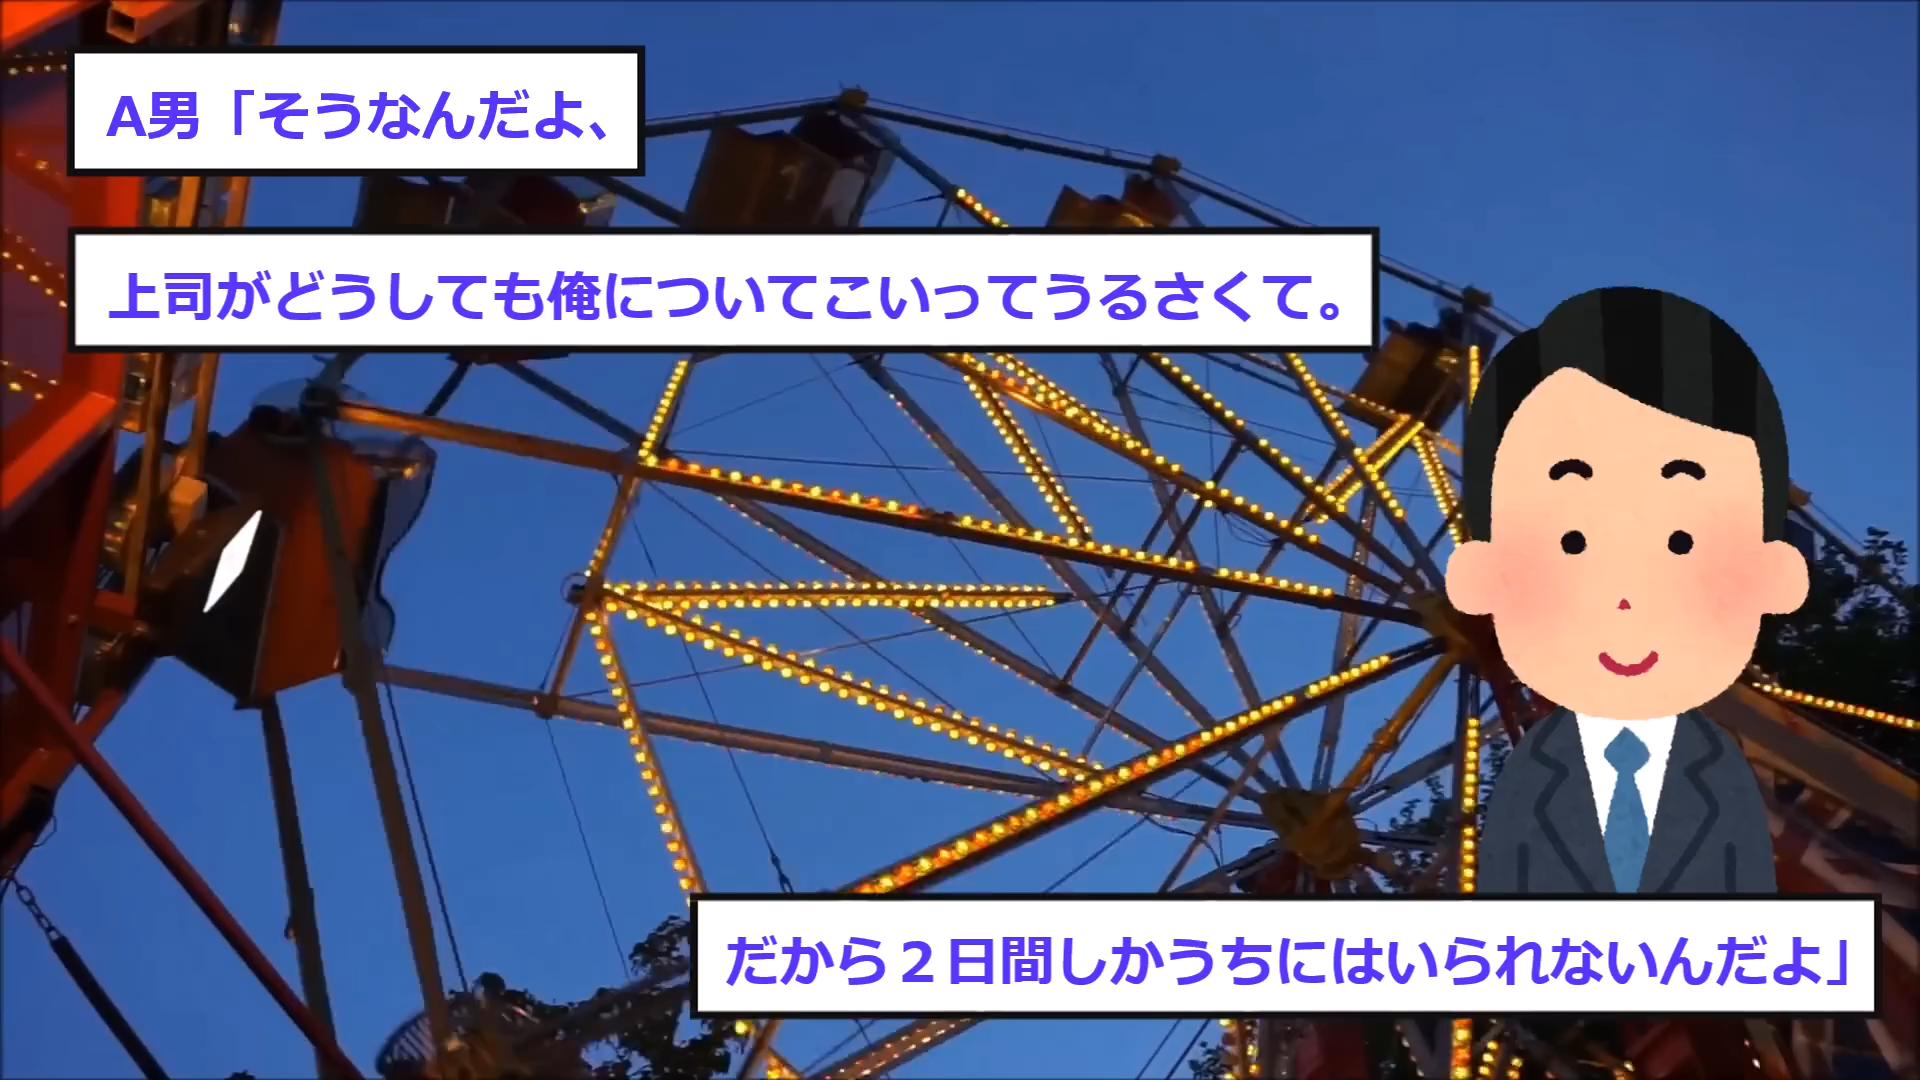 A男「そうなんだよ、
上司がどうしても俺についてこいってうるさくて。
だから２日間しかうちにはいられないんだよ」